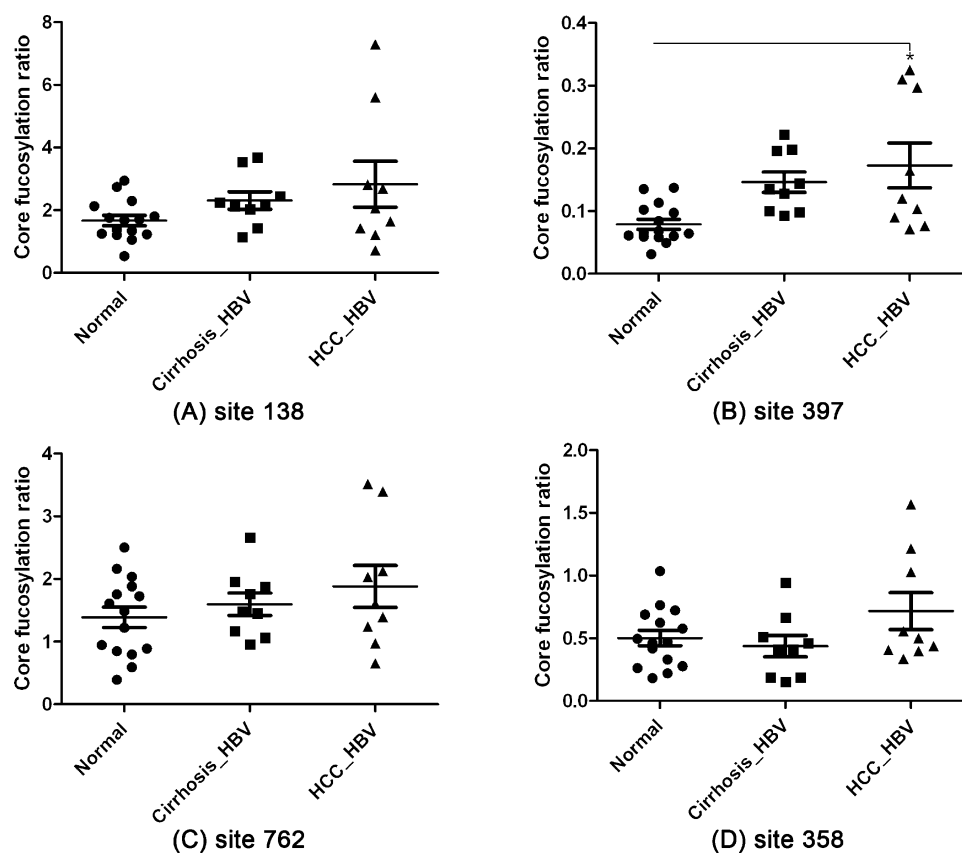 8
6
4
2
0
Core fucosylation ratio
Normal
Cirrhosis_HBV
HCC_HBV
(A) site 138
0.4
0.3
0.2
0.1
0.0
Core fucosylation ratio
*
Normal
Cirrhosis_HBV
HCC_HBV
(B) site 397
4
3
2
1
0
Core fucosylation ratio
Normal
Cirrhosis_HBV
HCC_HBV
(C) site 762
2.0
1.5
1.0
0.5
0.0
Core fucosylation ratio
Normal
Cirrhosis_HBV
HCC_HBV
(D) site 358